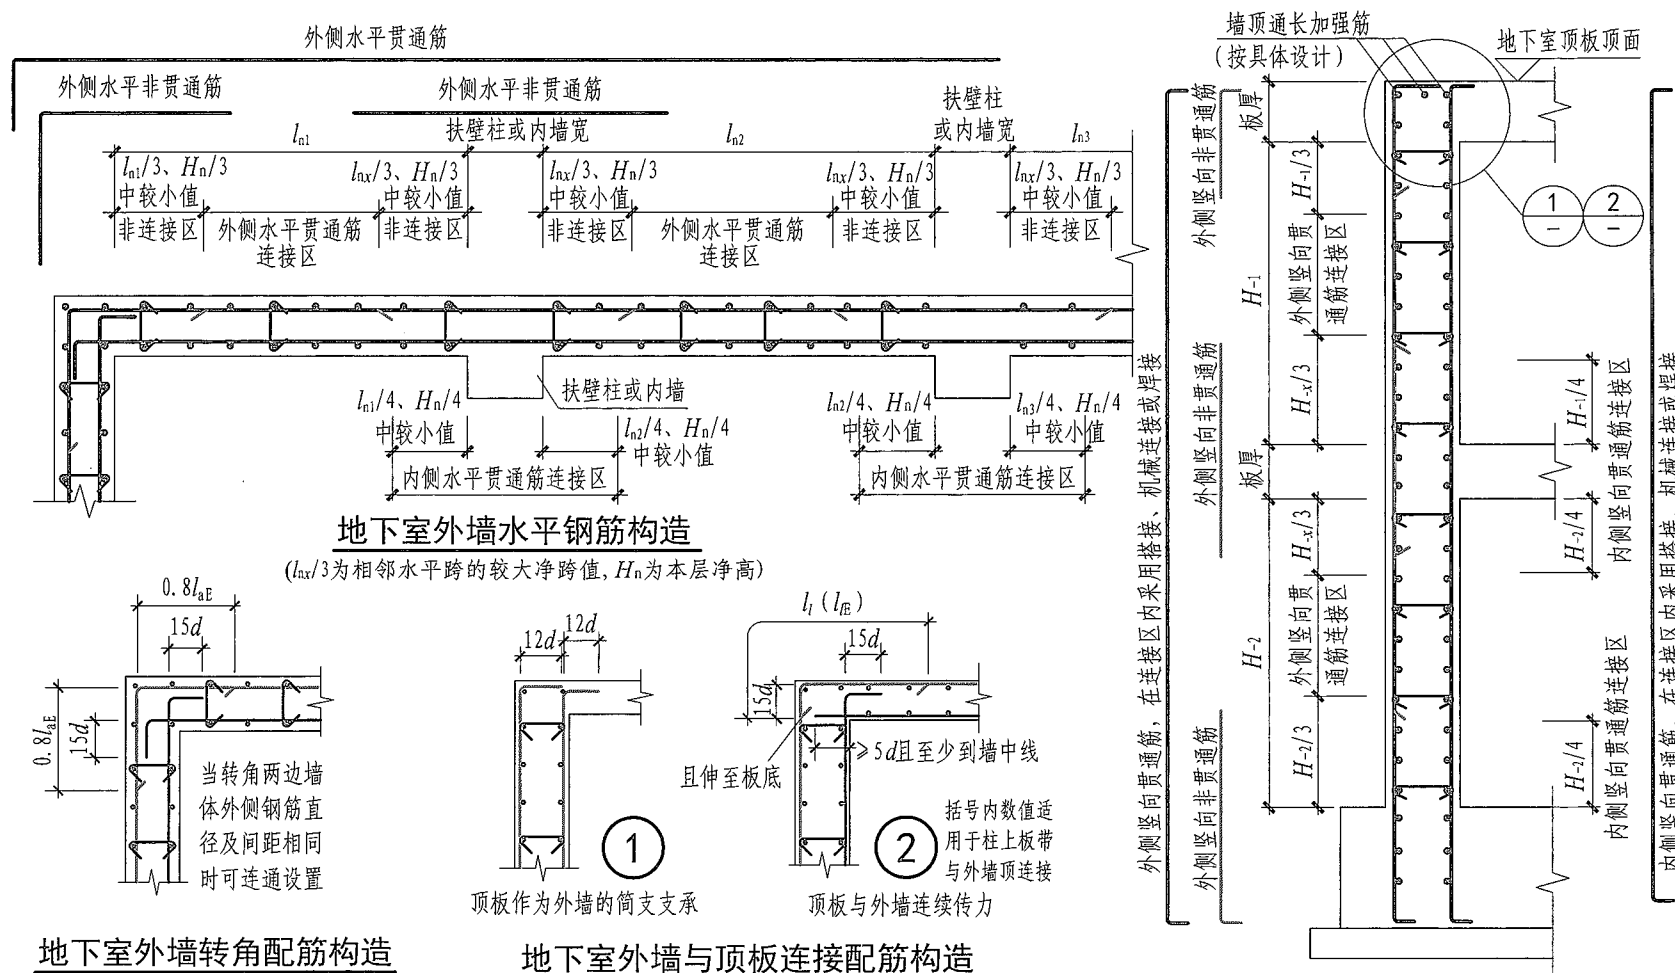 外侧水平贯通筋
外侧水平非贯通筋
外侧水平非贯通筋
扶壁柱
或内墙宽
ln1
扶壁柱或内墙宽
ln2
ln3
ln1/3、Hn/3
中较小值
lnx/3、Hn/3
中较小值
lnx/3、Hn/3
中较小值
lnx/3、Hn/3
中较小值
lnx/3、Hn/3
中较小值
非连接区
外侧水平贯通筋
连接区
非连接区
非连接区
外侧水平贯通筋
连接区
非连接区
非连接区
扶壁柱或内墙
ln1/4、Hn/4
中较小值
ln2/4、Hn/4
中较小值
ln2/4、Hn/4
中较小值
ln3/4、Hn/4
中较小值
内侧水平贯通筋连接区
内侧水平贯通筋连接区
地下室外墙水平钢筋构造
(lnx/3为相邻水平跨的较大净跨值, Hn为本层净高)
0.8laE
15d
0.8laE
15d
当转角两边墙
体外侧钢筋直
径及间距相同
时可连通设置
地下室外墙转角配筋构造
12d
12d
1
顶板作为外墙的简支支承
ll (llE)
15d
15d
≥5d且至少到墙中线
且伸至板底
括号内数值适
用于柱上板带
与外墙顶连接
2
顶板与外墙连续传力
地下室外墙与顶板连接配筋构造
墙顶通长加强筋
(按具体设计)
地下室顶板顶面
1
–
2
–
外侧竖向贯通筋，在连接区内采用搭接、机械连接或焊接
外侧竖向非贯通筋
外侧竖向非贯通筋
外侧竖向非贯通筋
板厚
H-1
板厚
H-2
H-1/3
外侧竖向贯
通筋连接区
H-x/3
H-x/3
外侧竖向贯
通筋连接区
H-2/3
H-1/4
H-2/4
内侧竖向贯通筋连接区
H-2/4
内侧竖向贯通筋连接区
内侧竖向贯通筋，在连接区内采用搭接、机械连接或焊接